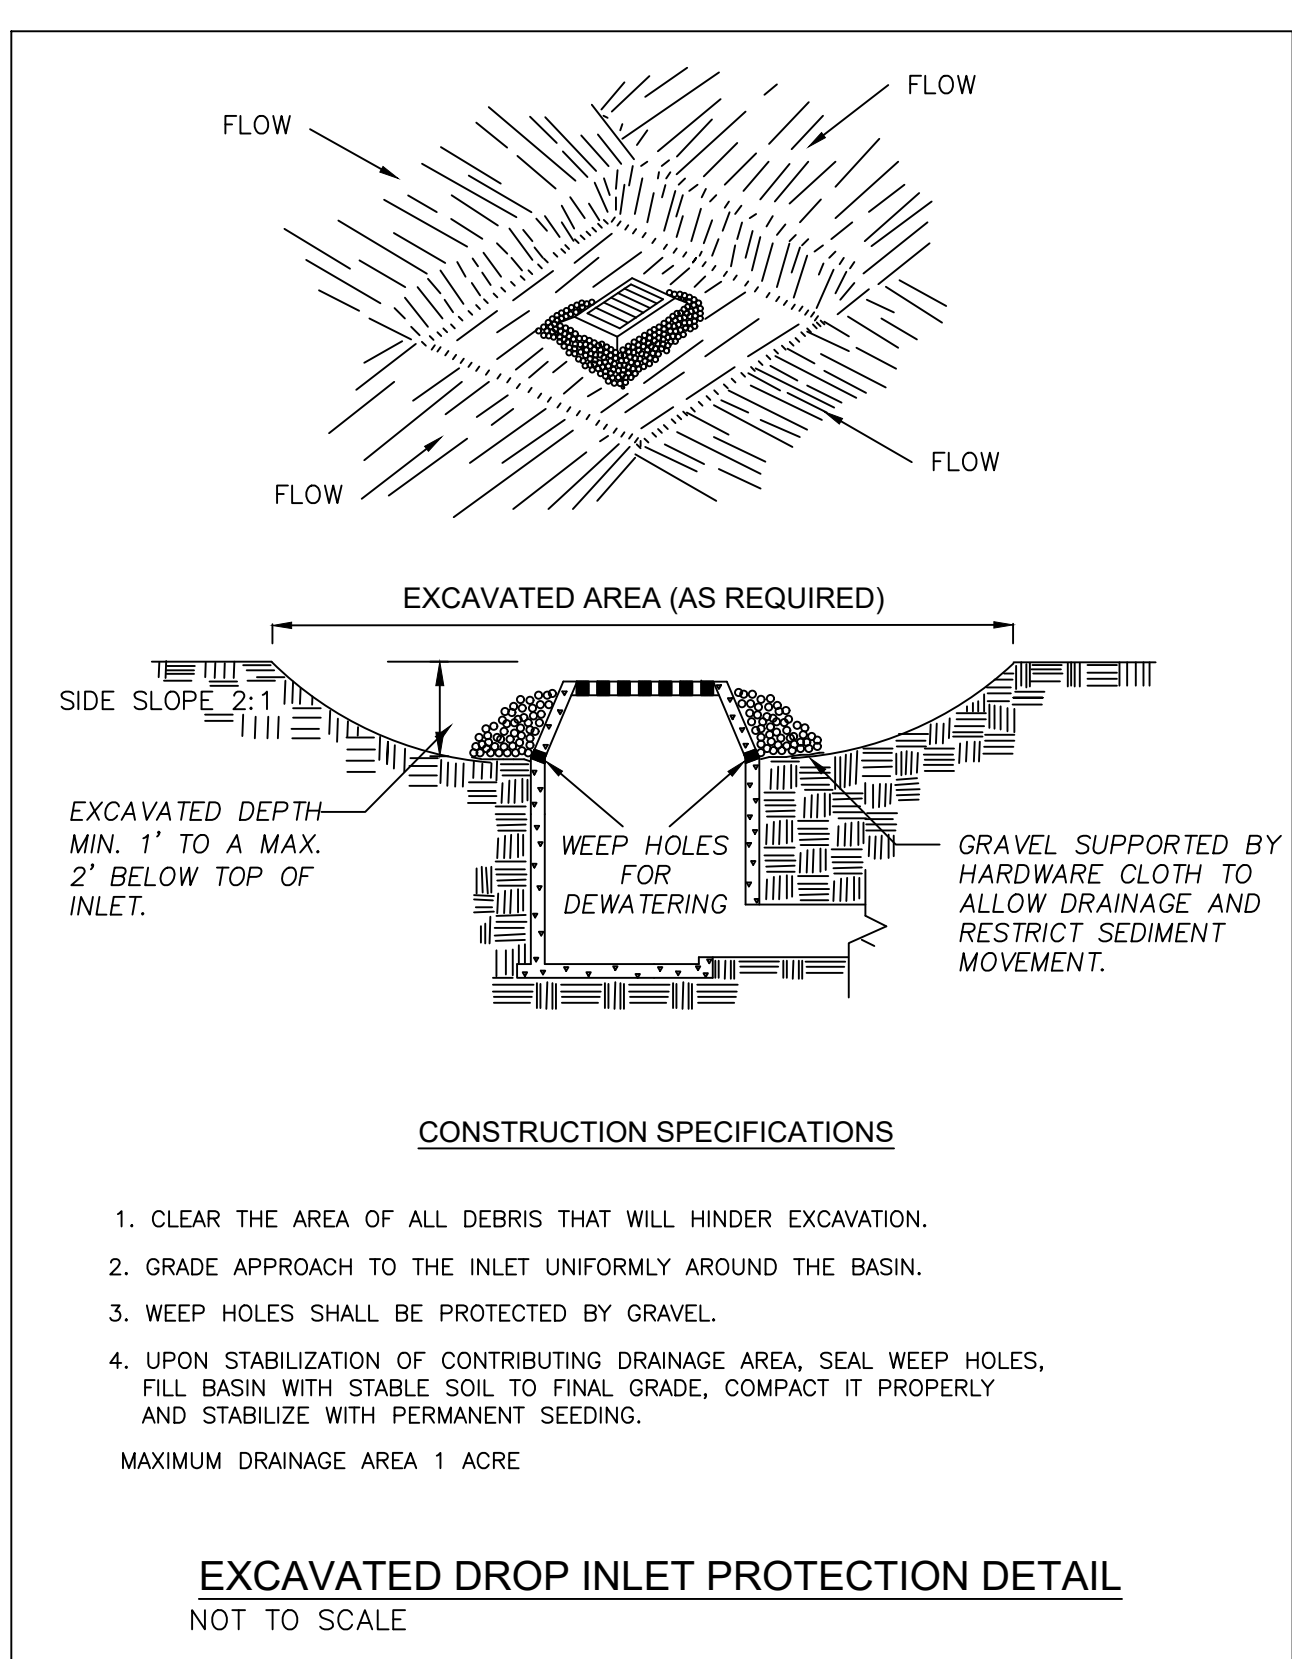 FLOW
FLOW
FLOW
FLOW
EXCAVATED AREA (AS REQUIRED)
SIDE SLOPE 2:1
EXCAVATED DEPTH
MIN. 1' TO A MAX.
2' BELOW TOP OF
INLET.
WEEP HOLES
FOR
DEWATERING
GRAVEL SUPPORTED BY
HARDWARE CLOTH TO
ALLOW DRAINAGE AND
RESTRICT SEDIMENT
MOVEMENT.
CONSTRUCTION SPECIFICATIONS
1. CLEAR THE AREA OF ALL DEBRIS THAT WILL HINDER EXCAVATION.
2. GRADE APPROACH TO THE INLET UNIFORMLY AROUND THE BASIN.
3. WEEP HOLES SHALL BE PROTECTED BY GRAVEL.
4. UPON STABILIZATION OF CONTRIBUTING DRAINAGE AREA, SEAL WEEP HOLES,
FILL BASIN WITH STABLE SOIL TO FINAL GRADE, COMPACT IT PROPERLY
AND STABILIZE WITH PERMANENT SEEDING.
MAXIMUM DRAINAGE AREA 1 ACRE
EXCAVATED DROP INLET PROTECTION DETAIL
NOT TO SCALE